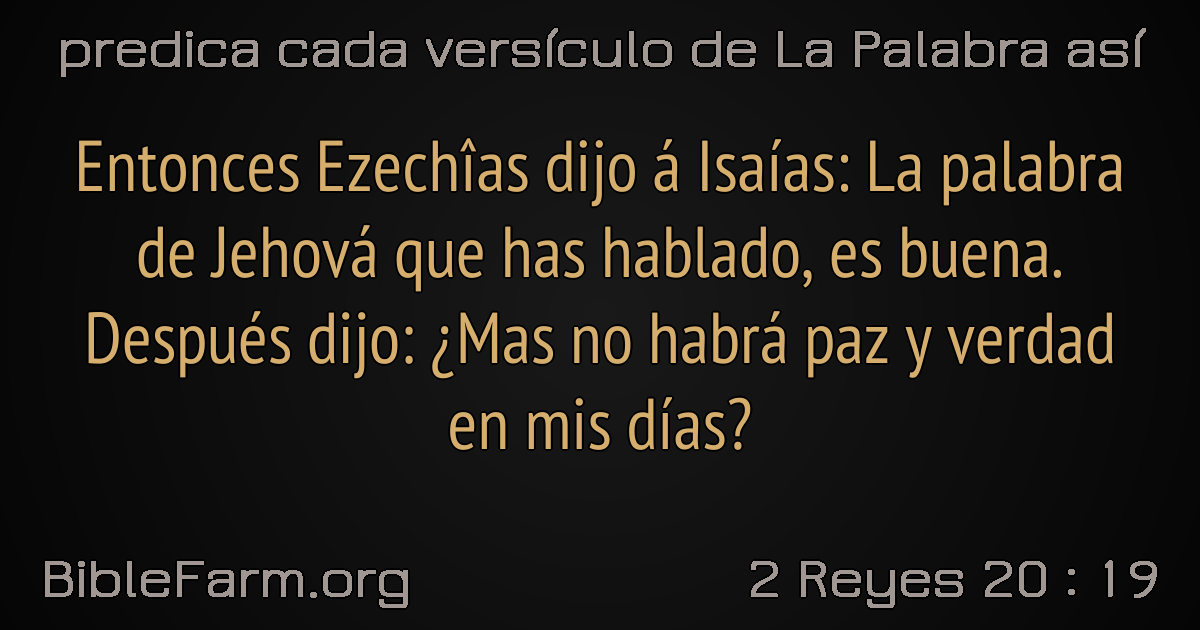 predica cada versículo de La Palabra así
Entonces Ezechîas dijo á Isaías: La palabra
de Jehová que has hablado, es buena.
Después dijo: ¿Mas no habrá paz y verdad
en mis días?
BibleFarm.org
2 Reyes 20 : 19